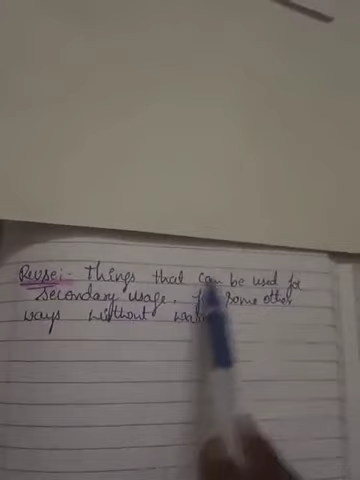 Reuse:- Things that can be used for
Secondary usage. some other
ways without